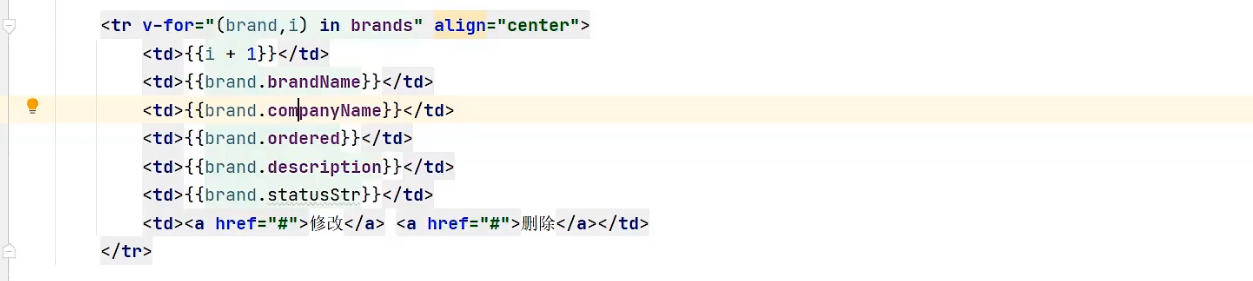 <tr v-for="(brand,i) in brands" align="center">
<td>{{i + 1}}</td>
<td>{{brand.brandName}}</td>
<td>{{brand.companyName}}</td>
<td>{{brand.ordered}}</td>
<td>{{brand.description}}</td>
<td>{{brand.statusStr}}</td>
<td><a href="#">修改</a> <a href="#">删除</a></td>
</tr>